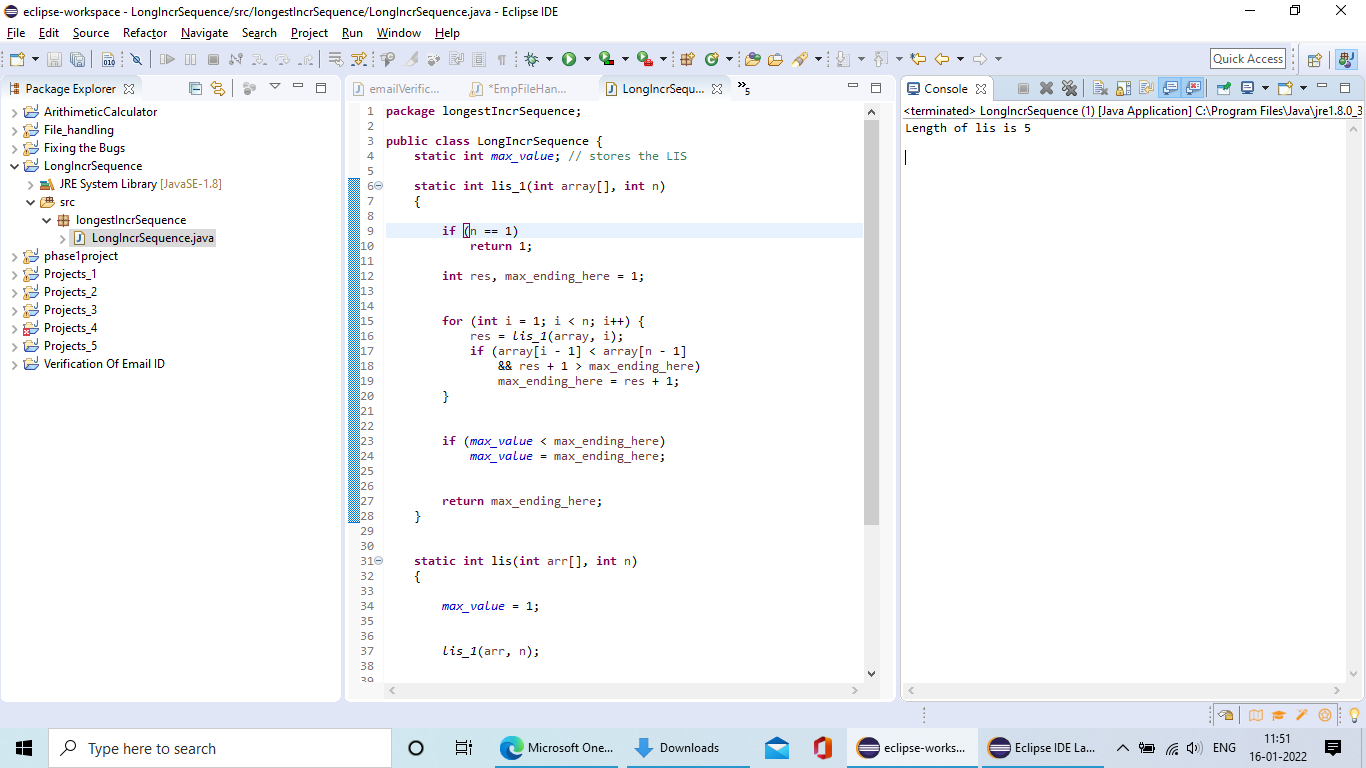 eclipse-workspace - LongIncrSequence/src/longestIncrSequence/LongIncrSequence.java - Eclipse IDE
File Edit Source Refactor Navigate Search Project Run Window Help
Quick Access
Package Explorer
ArithimeticCalculator
File_handling
Fixing the Bugs
LongIncrSequence
JRE System Library [JavaSE-1.8]
src
longestIncrSequence
LongIncrSequence.java
phase1project
Projects_1
Projects_2
Projects_3
Projects_4
Projects_5
Verification Of Email ID
emailVerific... *EmpFileHan... LongIncrSequ... »5
1 package longestIncrSequence;
2
3 public class LongIncrSequence {
4 static int max_value; // stores the LIS
5
6 static int lis_1(int array[], int n)
7 {
8
9 if (n == 1)
10 return 1;
11
12 int res, max_ending_here = 1;
13
14
15 for (int i = 1; i < n; i++) {
16 res = lis_1(array, i);
17 if (array[i - 1] < array[n - 1]
18 && res + 1 > max_ending_here)
19 max_ending_here = res + 1;
20 }
21
22
23 if (max_value < max_ending_here)
24 max_value = max_ending_here;
25
26
27 return max_ending_here;
28 }
29
30
31 static int lis(int arr[], int n)
32 {
33
34 max_value = 1;
35
36
37 lis_1(arr, n);
38
39
Console
<terminated> LongIncrSequence (1) [Java Application] C:\Program Files\Java\jre1.8.0_3
Length of lis is 5
Type here to search
Microsoft One...
Downloads
eclipse-works...
Eclipse IDE La...
ENG
11:51
16-01-2022